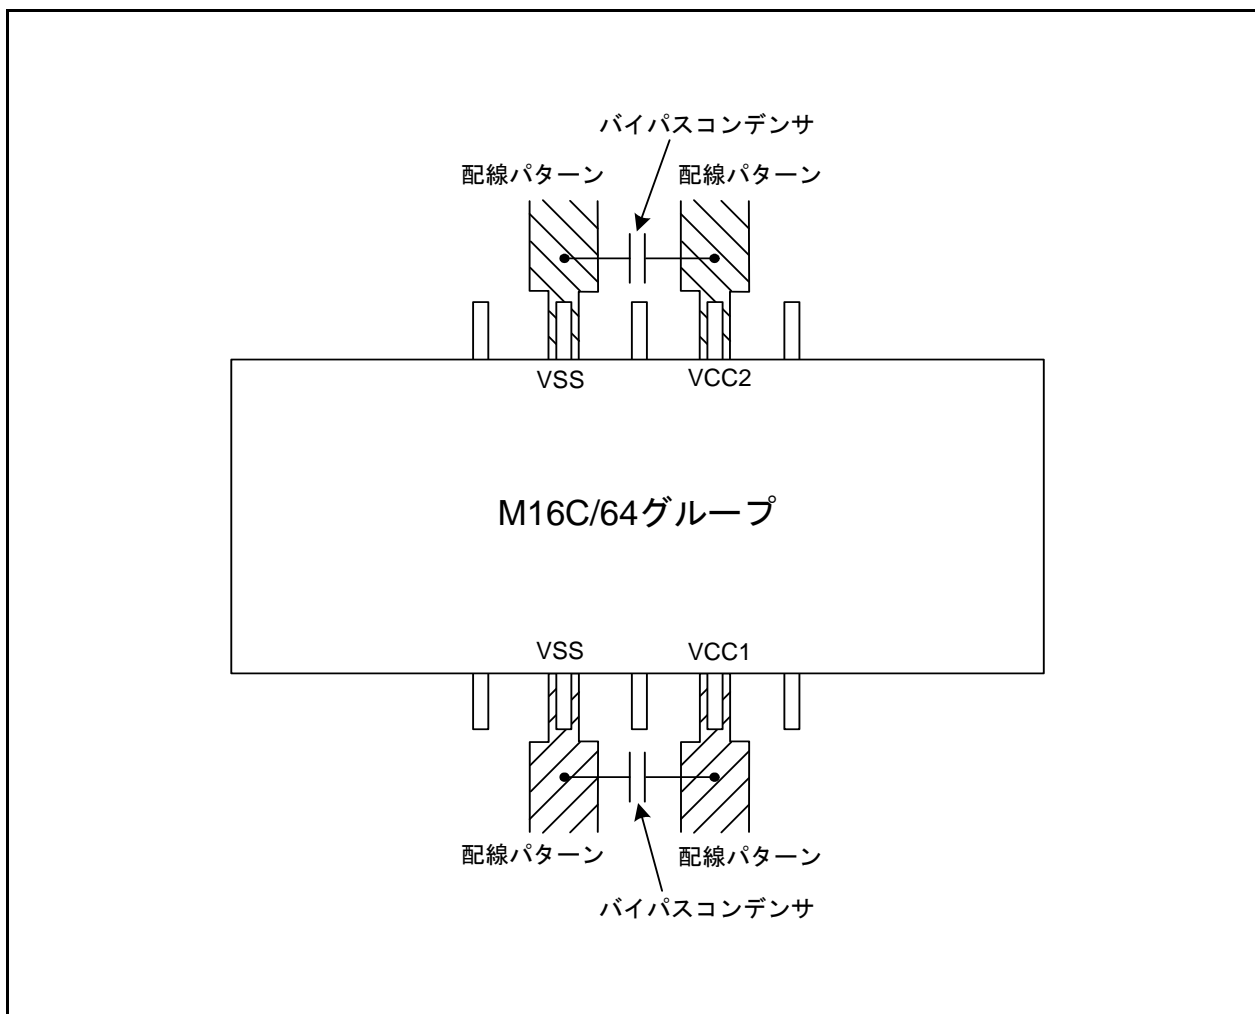 バイパスコンデンサ
配線パターン
配線パターン
VSS
VCC2
M16C/64グループ
VSS
VCC1
配線パターン
配線パターン
バイパスコンデンサ